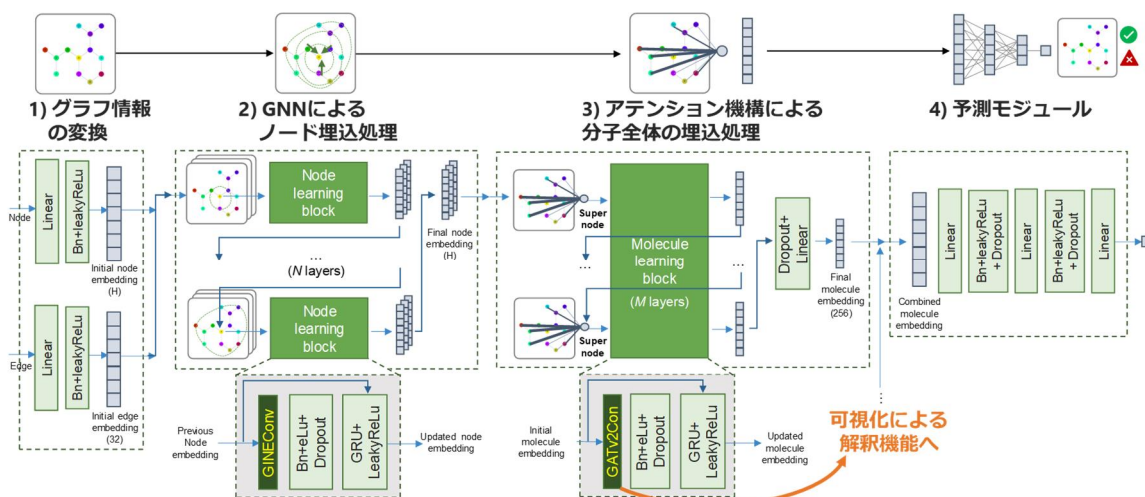 1) グラフ情報
の変換
2) GNNによる
ノード埋込処理
3) アテンション機構による
分子全体の埋込処理
4) 予測モジュール
Node
Linear
Bn+leakyReLu
Initial node
embedding
(H)
Edge
Linear
Bn+leakyReLu
Initial edge
embedding
(32)
Node
learning
block
...
(N layers)
Node
learning
block
Final node
embedding
(H)
Previous
Node
embedding
GINEConv
Bn+eLu+
Dropout
GRU+
LeakyReLu
Updated node
embedding
Super
node
...
Super
node
Molecule
learning
block
(M layers)
...
Dropout+
Linear
Final
molecule
embedding
(256)
Initial
molecule
embedding
GATv2Con
Bn+eLu+
Dropout
GRU+
LeakyReLu
Updated
molecule
embedding
...
可視化による
解釈機能へ
Combined
molecule
embedding
Linear
Bn+leakyReLu
+ Dropout
Linear
Bn+leakyReLu
+ Dropout
Linear